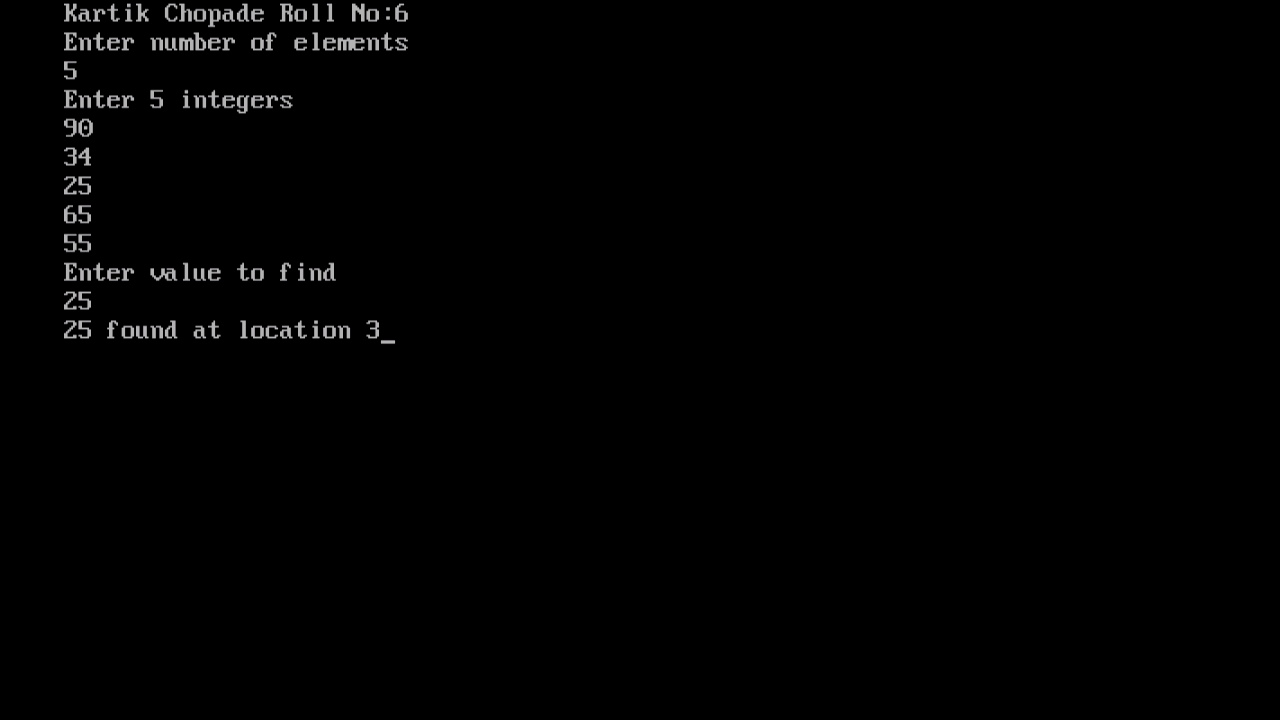 Kartik Chopade Roll No:6
Enter number of elements
5
Enter 5 integers
90
34
25
65
55
Enter value to find
25
25 found at location 3_